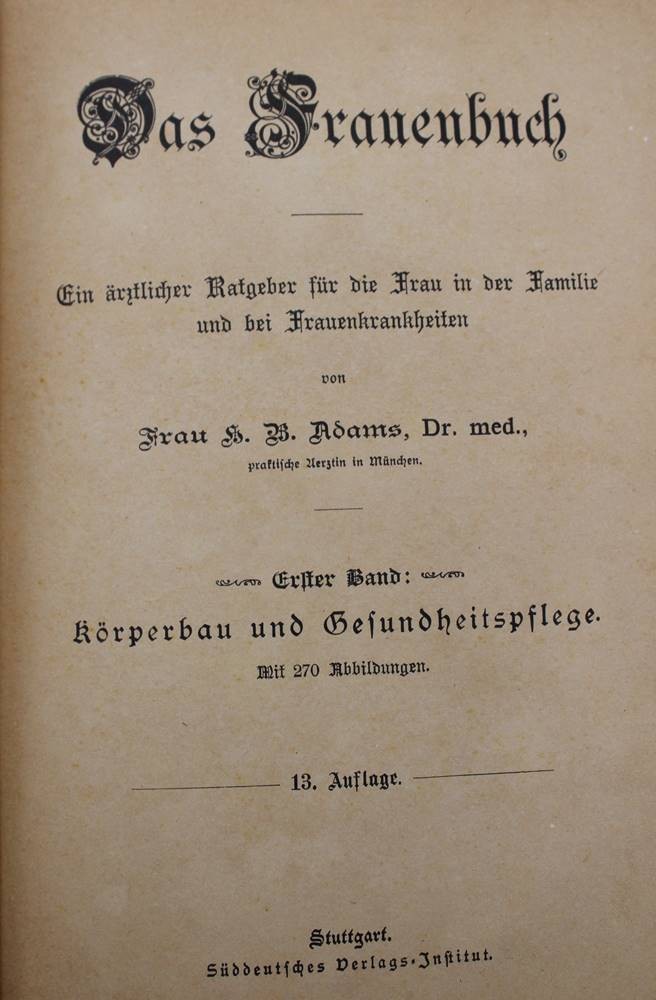 Das Frauenbuch
Ein ärztlicher Ratgeber für die Frau in der Familie
und bei Frauenkrankheiten
von
Frau H. B. Adams, Dr. med.,
praktische Aerztin in München.
Erster Band:
Körperbau und Gesundheitspflege.
Mit 270 Abbildungen.
13. Auflage.
Stuttgart.
Süddeutsches Verlags-Institut.